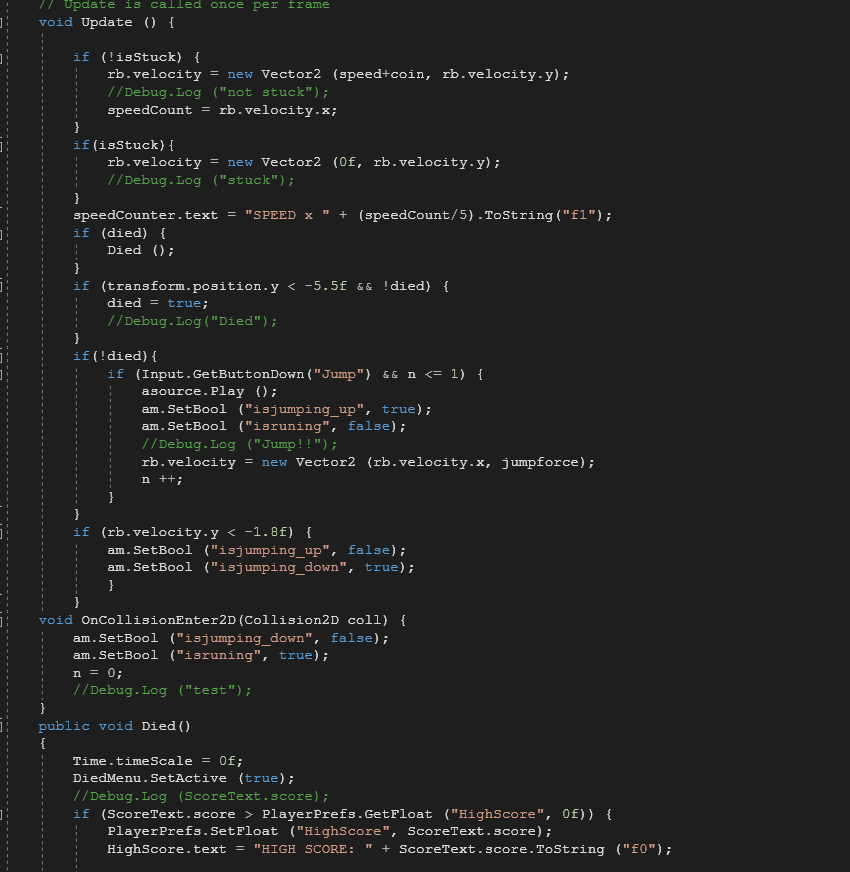 // Update is called once per frame
void Update () {
if (!isStuck) {
rb.velocity = new Vector2 (speed+coin, rb.velocity.y);
//Debug.Log ("not stuck");
speedCount = rb.velocity.x;
}
if(isStuck){
rb.velocity = new Vector2 (0f, rb.velocity.y);
//Debug.Log ("stuck");
}
speedCounter.text = "SPEED x " + (speedCount/5).ToString("f1");
if (died) {
Died ();
}
if (transform.position.y < -5.5f && !died) {
died = true;
//Debug.Log("Died");
}
if(!died){
if (Input.GetButtonDown("Jump") && n <= 1) {
asource.Play ();
am.SetBool ("isjumping_up", true);
am.SetBool ("isruning", false);
//Debug.Log ("Jump!!");
rb.velocity = new Vector2 (rb.velocity.x, jumpforce);
n ++;
}
}
if (rb.velocity.y < -1.8f) {
am.SetBool ("isjumping_up", false);
am.SetBool ("isjumping_down", true);
}
}
void OnCollisionEnter2D(Collision2D coll) {
am.SetBool ("isjumping_down", false);
am.SetBool ("isruning", true);
n = 0;
//Debug.Log ("test");
}
public void Died()
{
Time.timeScale = 0f;
DiedMenu.SetActive (true);
//Debug.Log (ScoreText.score);
if (ScoreText.score > PlayerPrefs.GetFloat ("HighScore", 0f)) {
PlayerPrefs.SetFloat ("HighScore", ScoreText.score);
HighScore.text = "HIGH SCORE: " + ScoreText.score.ToString ("f0");